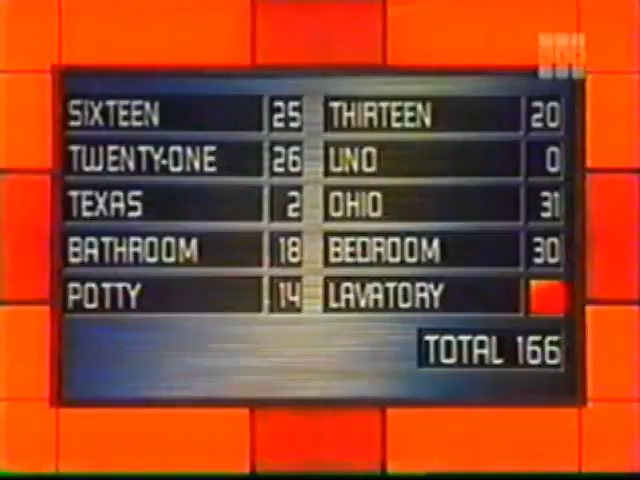 SIXTEEN 25 THIRTEEN 20
TWENTY-ONE 26 UNO 0
TEXAS 2 OHIO 31
BATHROOM 18 BEDROOM 30
POTTY 14 LAVATORY
TOTAL 166